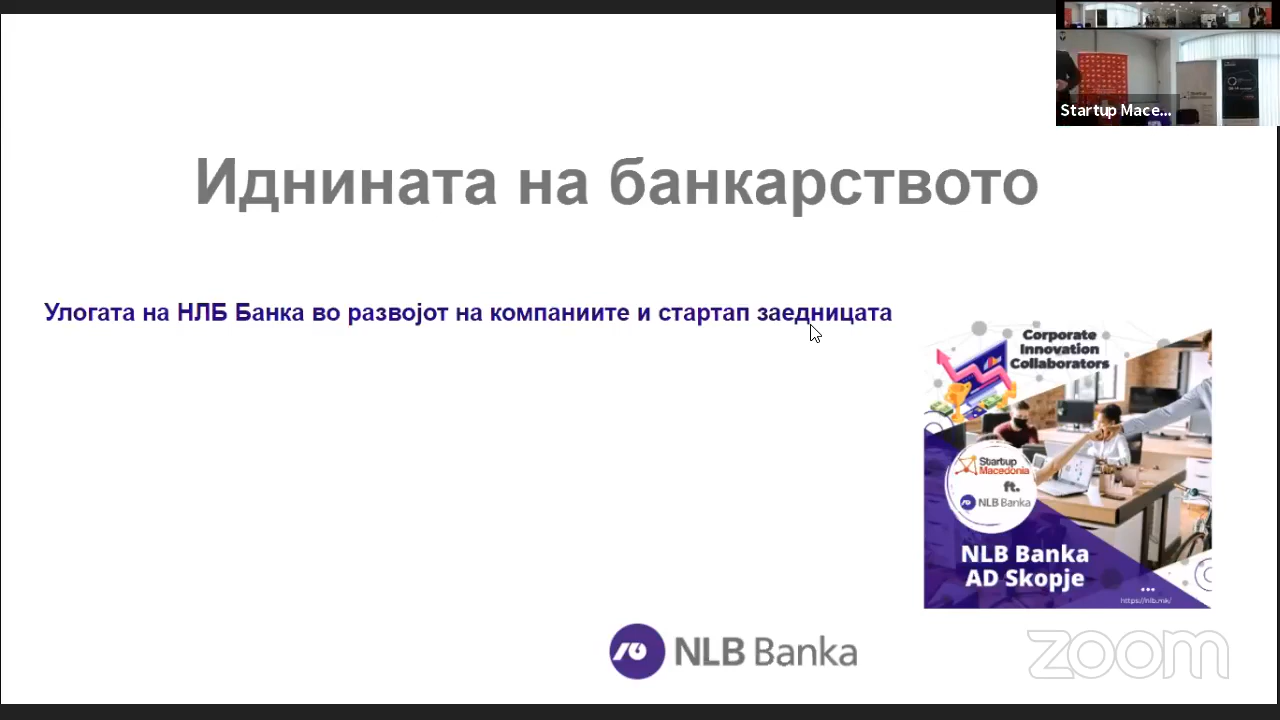 Startup Mace...
Иднината на банкарството
Улогата на НЛБ Банка во развојот на компаниите и стартап заедницата
Corporate
Innovation
Collaborators
Startup
Macedonia
ft.
NLB Banka
NLB Banka
AD Skopje
https://nlb.mk/
NLB Banka
zoom